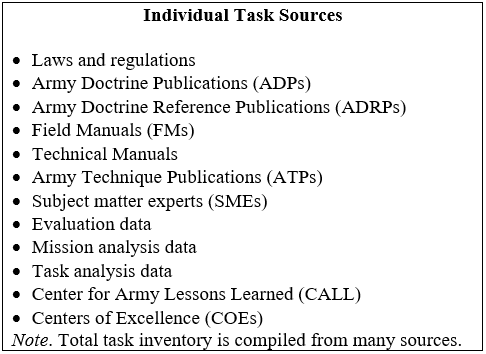 Individual Task Sources
• Laws and regulations
• Army Doctrine Publications (ADPs)
• Army Doctrine Reference Publications (ADRPs)
• Field Manuals (FMs)
• Technical Manuals
• Army Technique Publications (ATPs)
• Subject matter experts (SMEs)
• Evaluation data
• Mission analysis data
• Task analysis data
• Center for Army Lessons Learned (CALL)
• Centers of Excellence (COEs)
Note. Total task inventory is compiled from many sources.